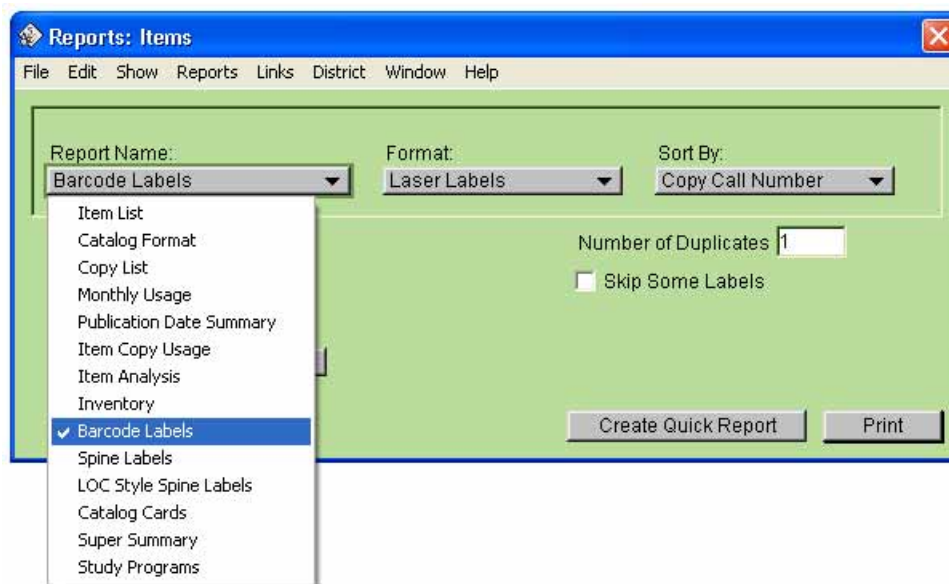 Reports: Items
File Edit Show Reports Links District Window Help
Report Name: Format: Sort By:
Barcode Labels Laser Labels Copy Call Number
Item List
Catalog Format
Number of Duplicates 1
Copy List
Skip Some Labels
Monthly Usage
Publication Date Summary
Item Copy Usage
Item Analysis
Inventory
Barcode Labels
Create Quick Report Print
Spine Labels
LOC Style Spine Labels
Catalog Cards
Super Summary
Study Programs